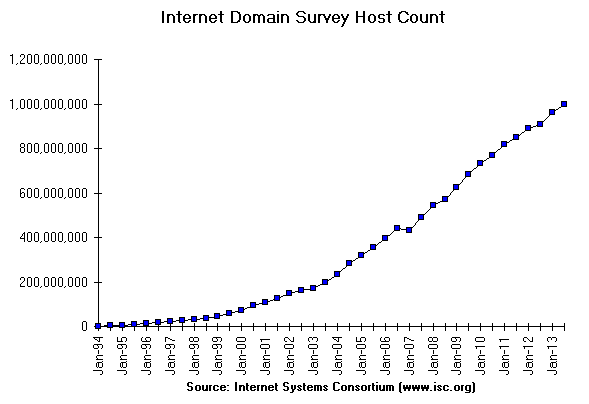 Internet Domain Survey Host Count
1,200,000,000
1,000,000,000
800,000,000
600,000,000
400,000,000
200,000,000
0
Jan-94
Jan-95
Jan-96
Jan-97
Jan-98
Jan-99
Jan-00
Jan-01
Jan-02
Jan-03
Jan-04
Jan-05
Jan-06
Jan-07
Jan-08
Jan-09
Jan-10
Jan-11
Jan-12
Jan-13
Source: Internet Systems Consortium (www.isc.org)